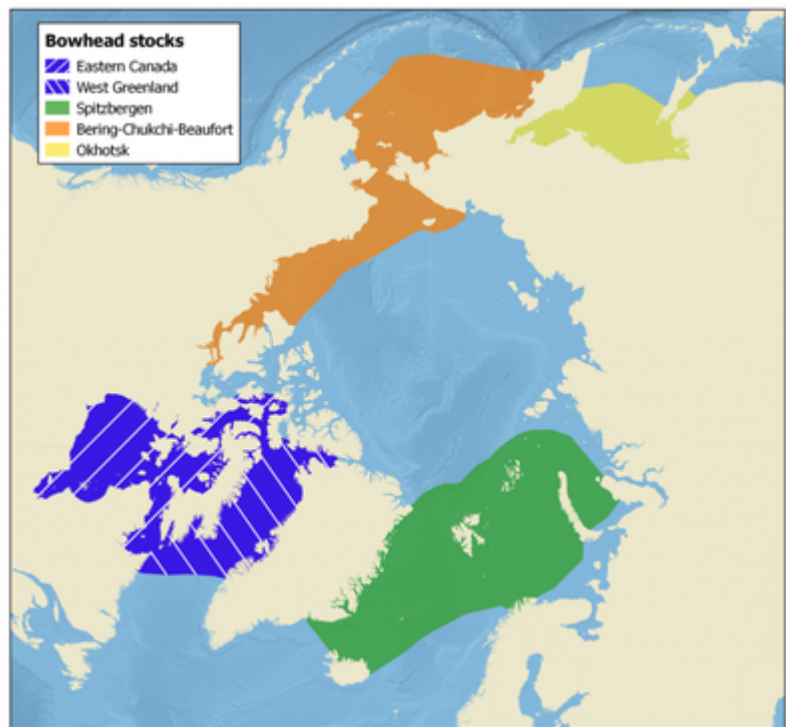 Bowhead stocks
Eastern Canada
West Greenland
Spitzbergen
Bering-Chukchi-Beaufort
Okhotsk